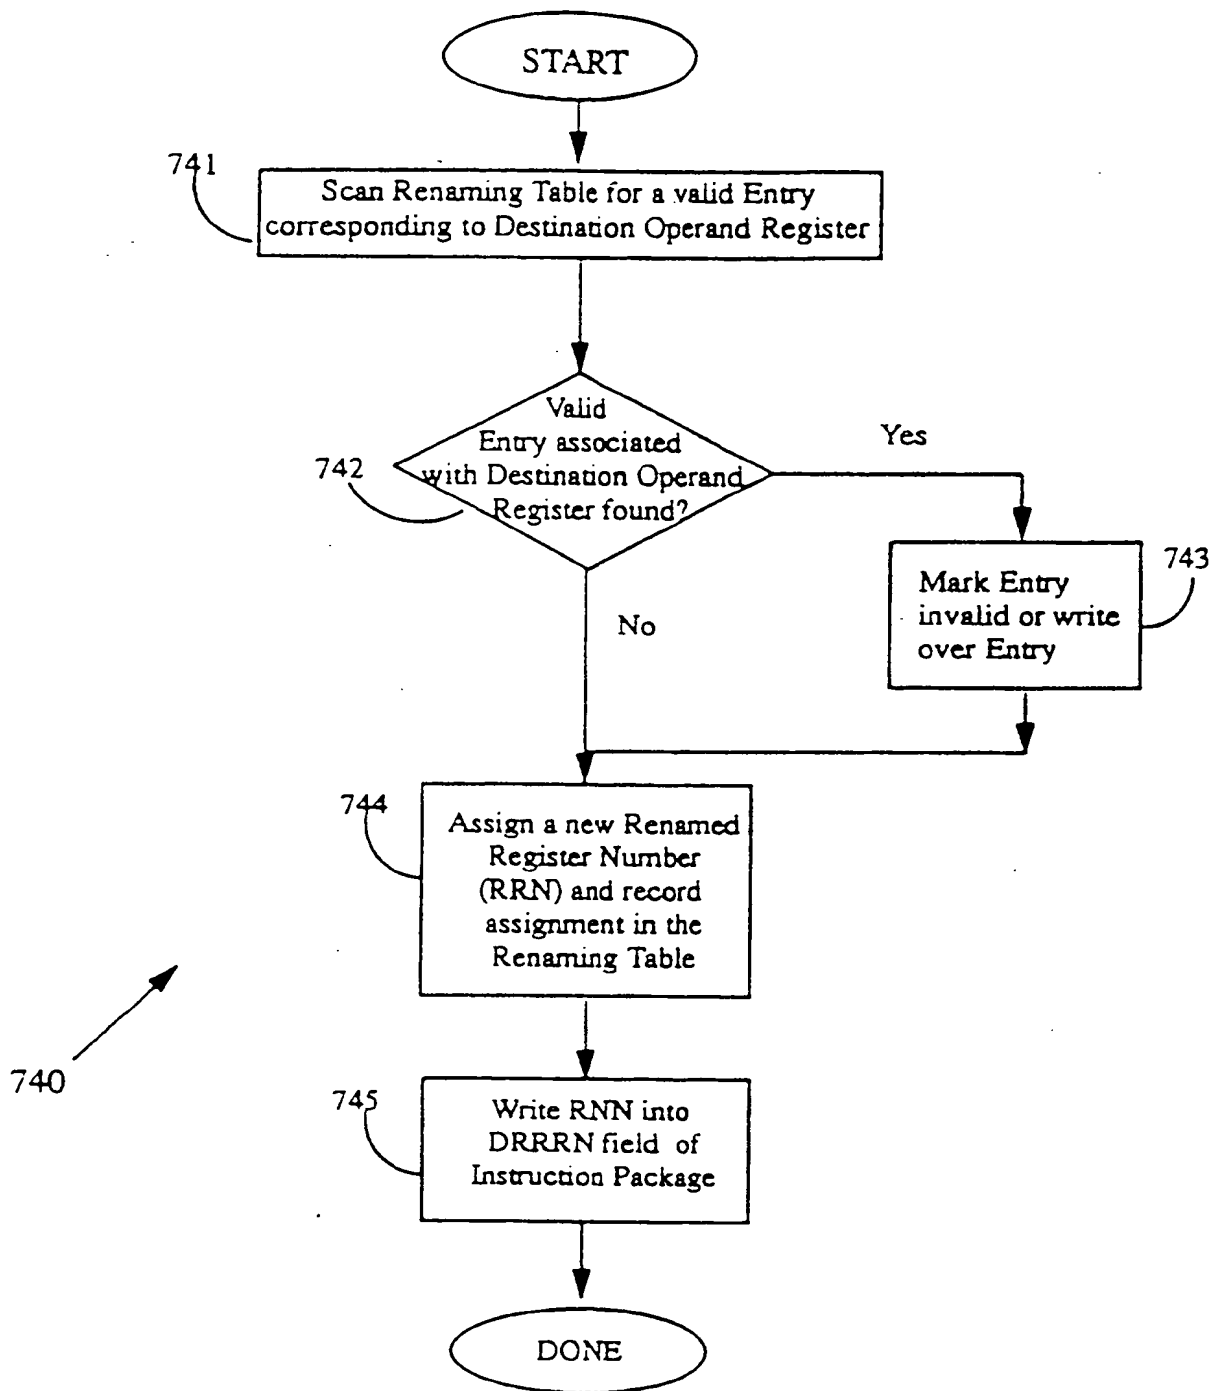 START
741
Scan Renaming Table for a valid Entry
corresponding to Destination Operand Register
742
Valid
Entry associated
with Destination Operand
Register found?
Yes
743
Mark Entry
invalid or write
over Entry
No
744
Assign a new Renamed
Register Number
(RRN) and record
assignment in the
Renaming Table
740
745
Write RNN into
DRRRN field of
Instruction Package
DONE